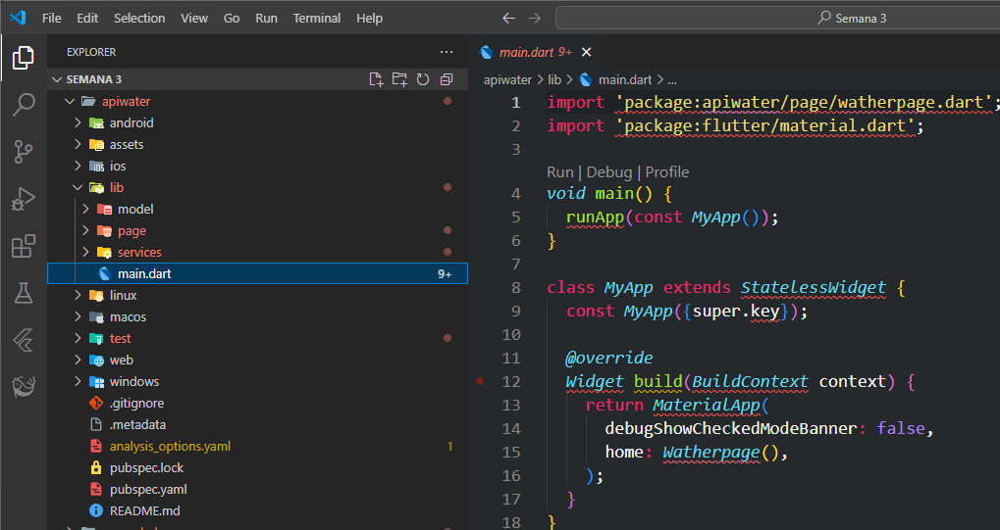 File Edit Selection View Go Run Terminal Help
Semana 3
EXPLORER
SEMANA 3
apiwater
android
assets
ios
lib
model
page
services
main.dart 9+
linux
macos
test
web
windows
.gitignore
.metadata
analysis_options.yaml 1
pubspec.lock
pubspec.yaml
README.md
main.dart 9+
apiwater > lib > main.dart > ...
1 import 'package:apiwater/page/watherpage.dart';
2 import 'package:flutter/material.dart';
3
Run | Debug | Profile
4 void main() {
5 runApp(const MyApp());
6 }
7
8 class MyApp extends StatelessWidget {
9 const MyApp({super.key});
10
11 @override
12 Widget build(BuildContext context) {
13 return MaterialApp(
14 debugShowCheckedModeBanner: false,
15 home: Watherpage(),
16 );
17 }
18 }